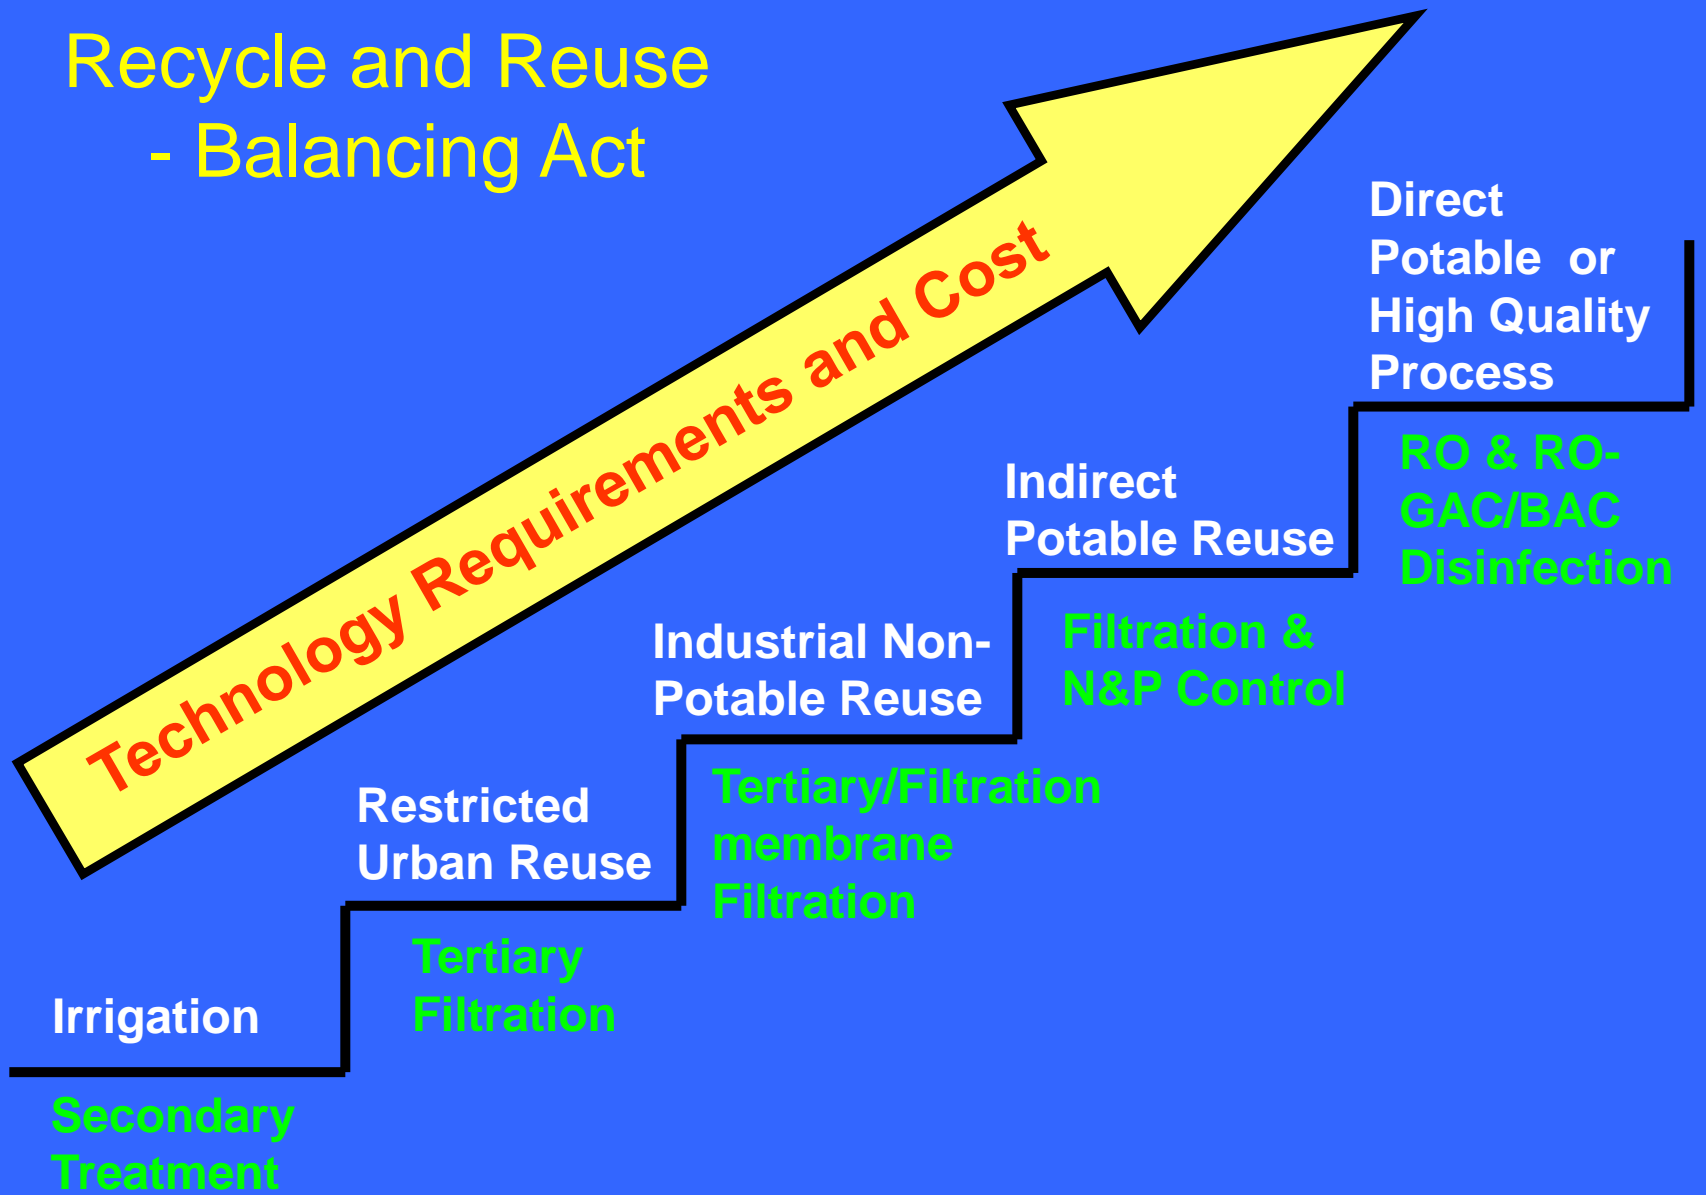 Recycle and Reuse
- Balancing Act
Technology Requirements and Cost
Direct
Potable or
High Quality
Process
RO & RO-
GAC/BAC
Disinfection
Indirect
Potable Reuse
Filtration &
N&P Control
Industrial Non-
Potable Reuse
Tertiary/Filtration
membrane
Filtration
Restricted
Urban Reuse
Tertiary
Filtration
Irrigation
Secondary
Treatment